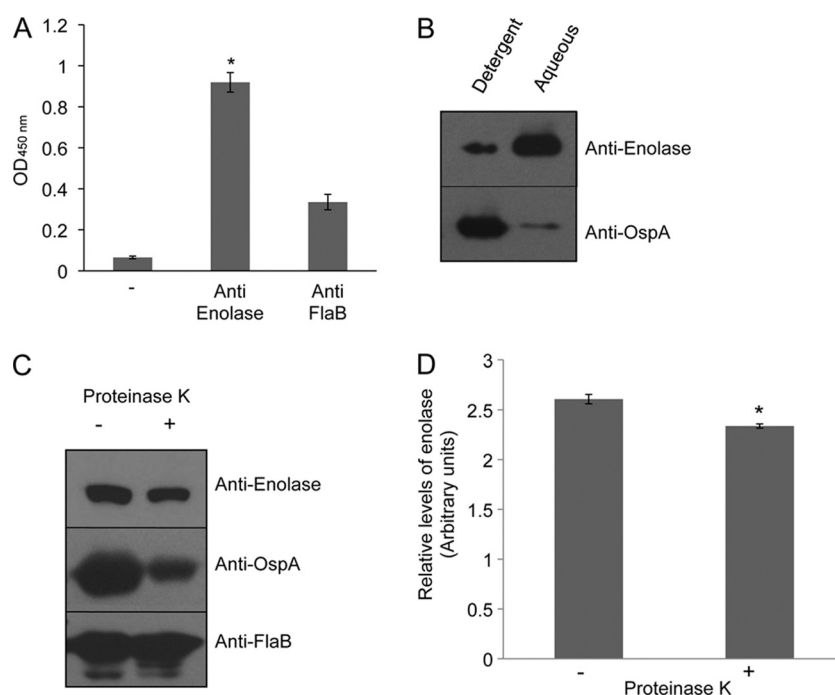 A
1.2
1
0.8
0.6
0.4
0.2
0
OD450 nm
*
-
Anti
Enolase
Anti
FlaB
B
Detergent
Aqueous
Anti-Enolase
Anti-OspA
C
Proteinase K
- +
Anti-Enolase
Anti-OspA
Anti-FlaB
D
3
2.5
2
1.5
1
0.5
0
Relative levels of enolase
(Arbitrary units)
*
- +
Proteinase K